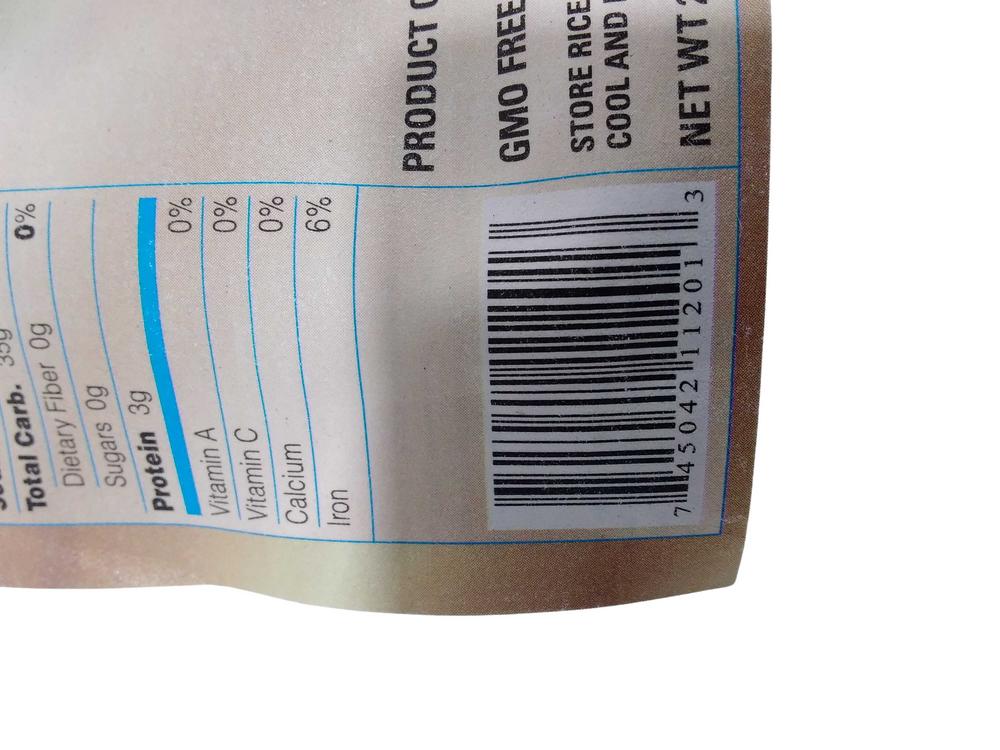 Total Carb. 35g 0%
Dietary Fiber 0g
Sugars 0g
Protein 3g
Vitamin A 0%
Vitamin C 0%
Calcium 0%
Iron 6%
PRODUCT
GMO FREE
STORE RICE
COOL AND
NET WT
7 45042 11201 3